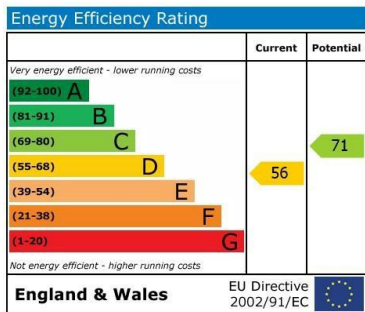 Energy Efficiency Rating
Current Potential
Very energy efficient - lower running costs
(92-100) A
(81-91) B
(69-80) C
71
(55-68) D
56
(39-54) E
(21-38) F
(1-20) G
Not energy efficient - higher running costs
England & Wales
EU Directive
2002/91/EC